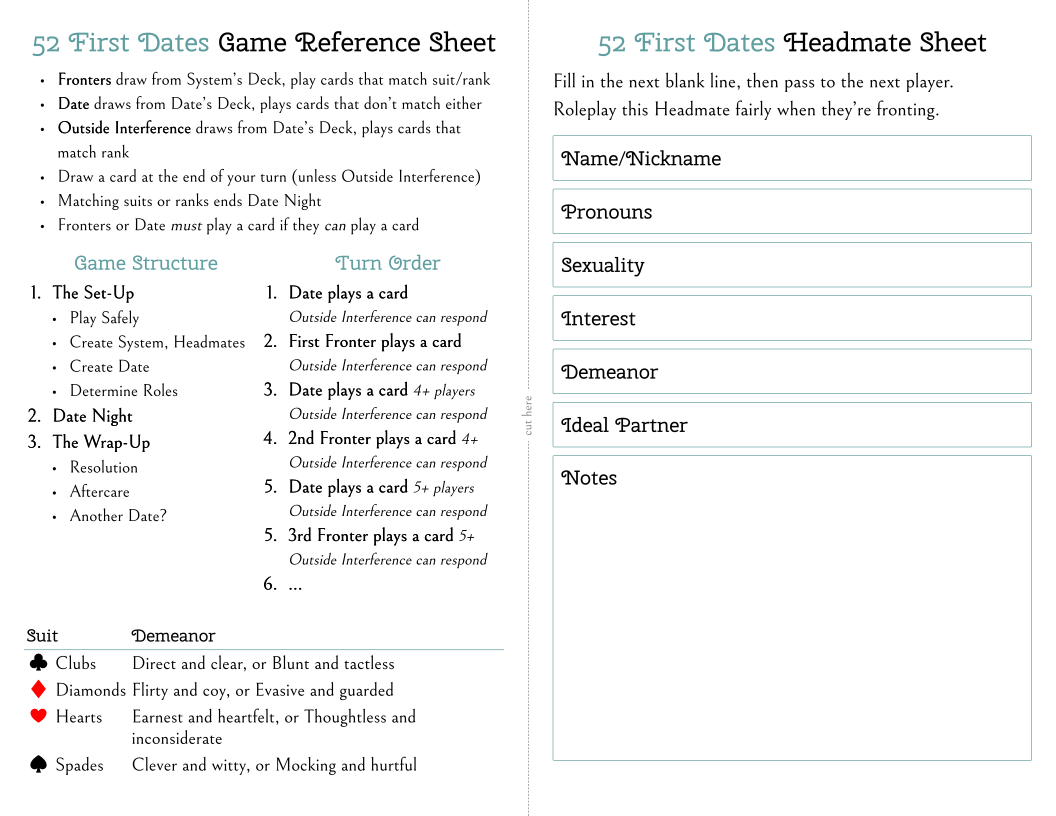 52 First Dates Game Reference Sheet
• Fronters draw from System's Deck, play cards that match suit/rank
• Date draws from Date's Deck, plays cards that don't match either
• Outside Interference draws from Date's Deck, plays cards that
match rank
• Draw a card at the end of your turn (unless Outside Interference)
• Matching suits or ranks ends Date Night
• Fronters or Date must play a card if they can play a card
Game Structure
1. The Set-Up
• Play Safely
• Create System, Headmates
• Create Date
• Determine Roles
2. Date Night
3. The Wrap-Up
• Resolution
• Aftercare
• Another Date?
Turn Order
1. Date plays a card
Outside Interference can respond
2. First Fronter plays a card
Outside Interference can respond
3. Date plays a card 4+ players
Outside Interference can respond
4. 2nd Fronter plays a card 4+
Outside Interference can respond
5. Date plays a card 5+ players
Outside Interference can respond
5. 3rd Fronter plays a card 5+
Outside Interference can respond
6. ...
Suit Demeanor
♣ Clubs Direct and clear, or Blunt and tactless
♦ Diamonds Flirty and coy, or Evasive and guarded
♥ Hearts Earnest and heartfelt, or Thoughtless and
inconsiderate
♠ Spades Clever and witty, or Mocking and hurtful
cut here
52 First Dates Headmate Sheet
Fill in the next blank line, then pass to the next player.
Roleplay this Headmate fairly when they're fronting.
Name/Nickname
Pronouns
Sexuality
Interest
Demeanor
Ideal Partner
Notes